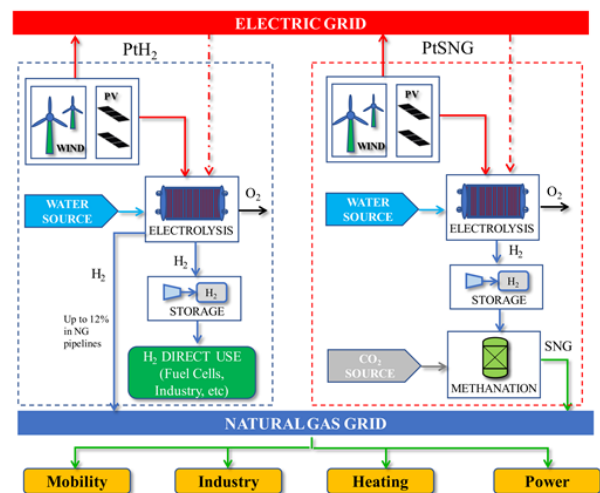 ELECTRIC GRID
PtH₂
PV
WIND
WATER
SOURCE
O₂
ELECTROLYSIS
H₂
H₂
Up to 12%
in NG
pipelines
H₂
STORAGE
H₂ DIRECT USE
(Fuel Cells,
Industry, etc)
PtSNG
PV
WIND
WATER
SOURCE
O₂
ELECTROLYSIS
H₂
H₂
STORAGE
SNG
CO₂
SOURCE
METHANATION
NATURAL GAS GRID
Mobility
Industry
Heating
Power